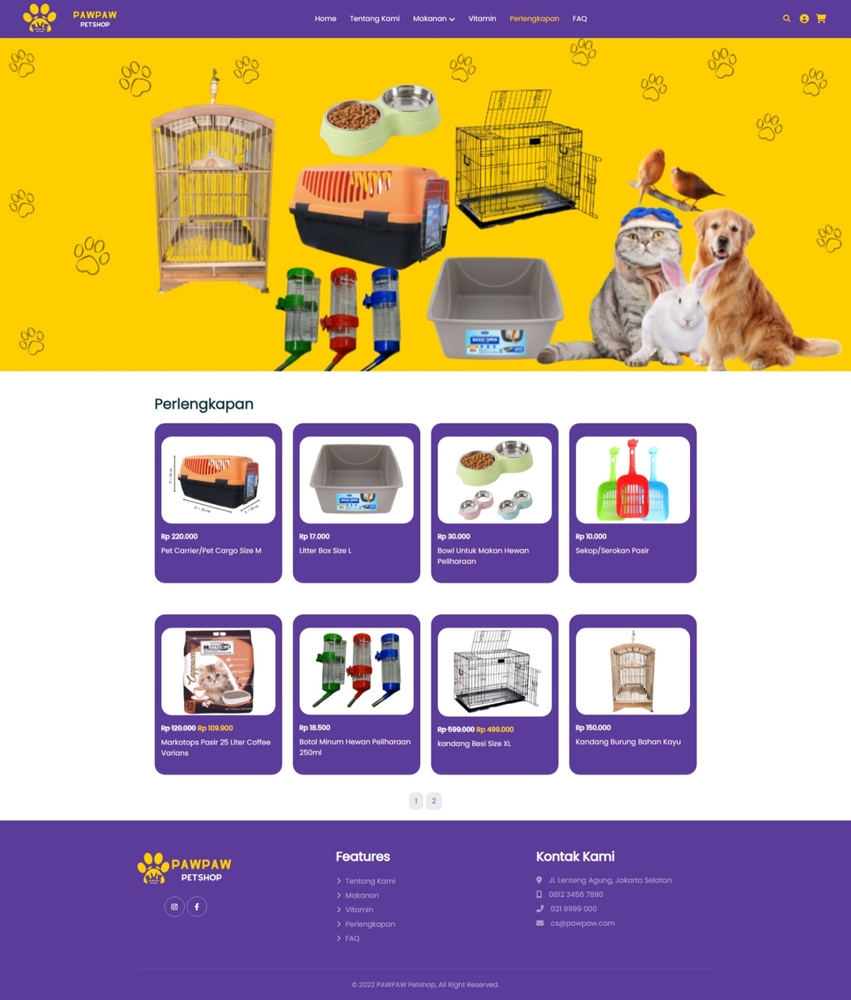 PAWPAW
PETSHOP
Home Tentang Kami Makanan Vitamin Perlengkapan FAQ
BASIC OPEN
Perlengkapan
BASIC OPEN
Rp 220.000
Pet Carrier/Pet Cargo Size M
Rp 17.000
Litter Box Size L
Rp 30.000
Bowl Untuk Makan Hewan
Peliharaan
Rp 10.000
Sekop/Serokan Pasir
25
Rp 120.000 Rp 109.900
Markotops Pasir 25 Liter Coffee
Varians
Rp 18.500
Botol Minum Hewan Peliharaan
250ml
Rp 599.000 Rp 499.000
kandang Besi Size XL
Rp 150.000
Kandang Burung Bahan Kayu
1 2
PAWPAW
PETSHOP
Features
Tentang Kami
Makanan
Vitamin
Perlengkapan
FAQ
Kontak Kami
Jl. Lenteng Agung, Jakarta Selatan
0812 3456 7890
021 9999 000
cs@pawpaw.com
© 2022 PAWPAW Petshop, All Right Reserved.